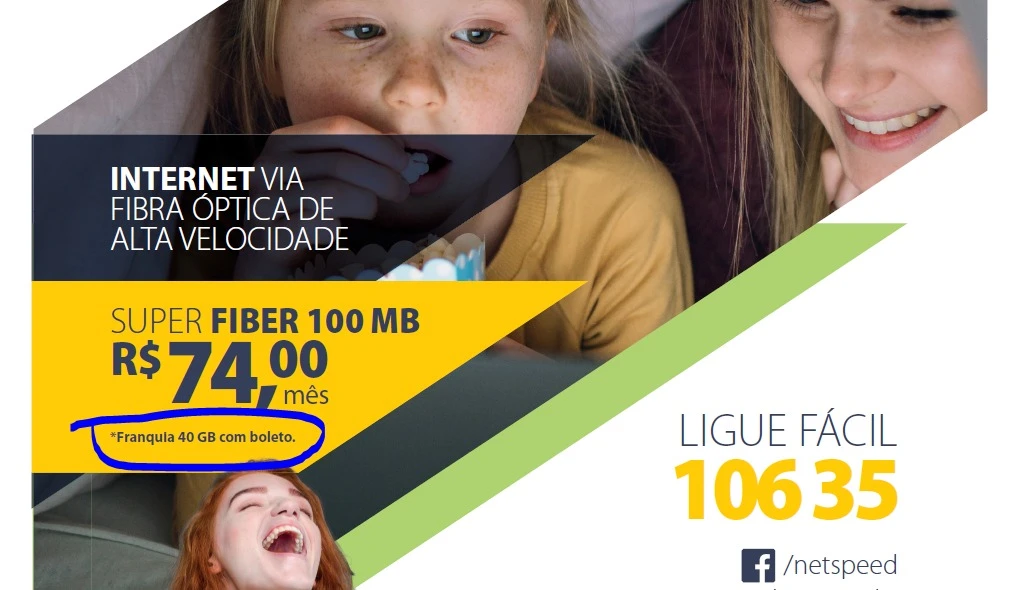 INTERNET VIA
FIBRA ÓPTICA DE
ALTA VELOCIDADE
SUPER FIBER 100 MB
R$ 74,00
mês
*Franquia 40 GB com boleto.
LIGUE FÁCIL
106 35
/netspeed